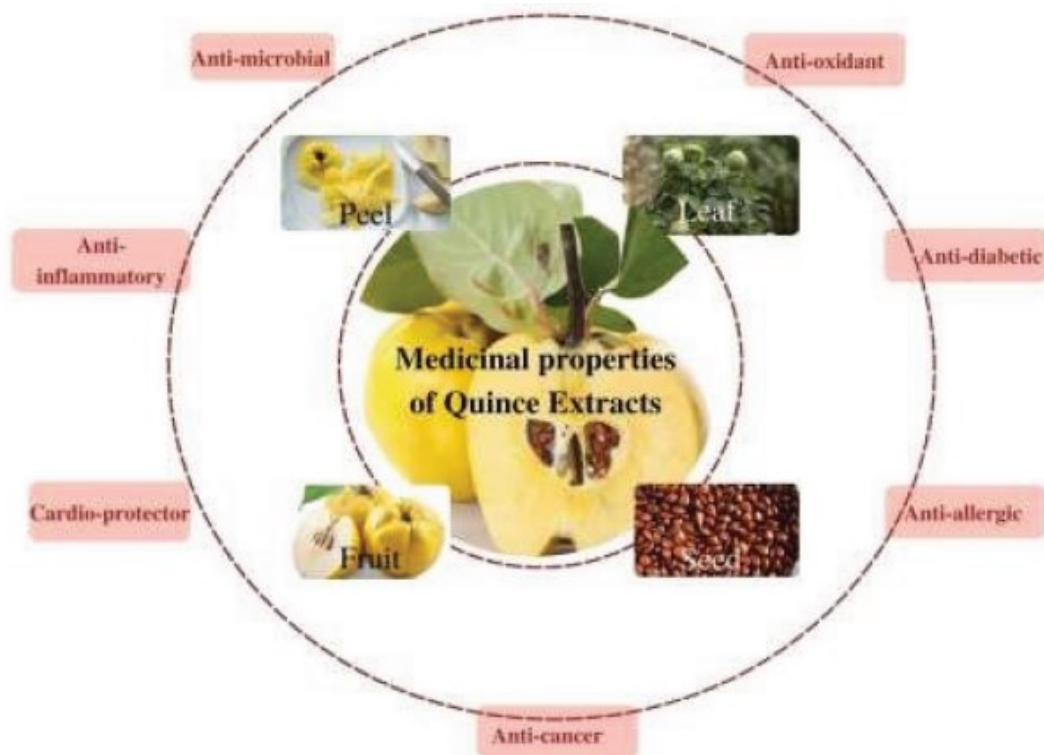 Anti-microbial
Anti-oxidant
Peel
Leaf
Anti-
inflammatory
Anti-diabetic
Medicinal properties
of Quince Extracts
Cardio-protector
Anti-allergic
Fruit
Seed
Anti-cancer